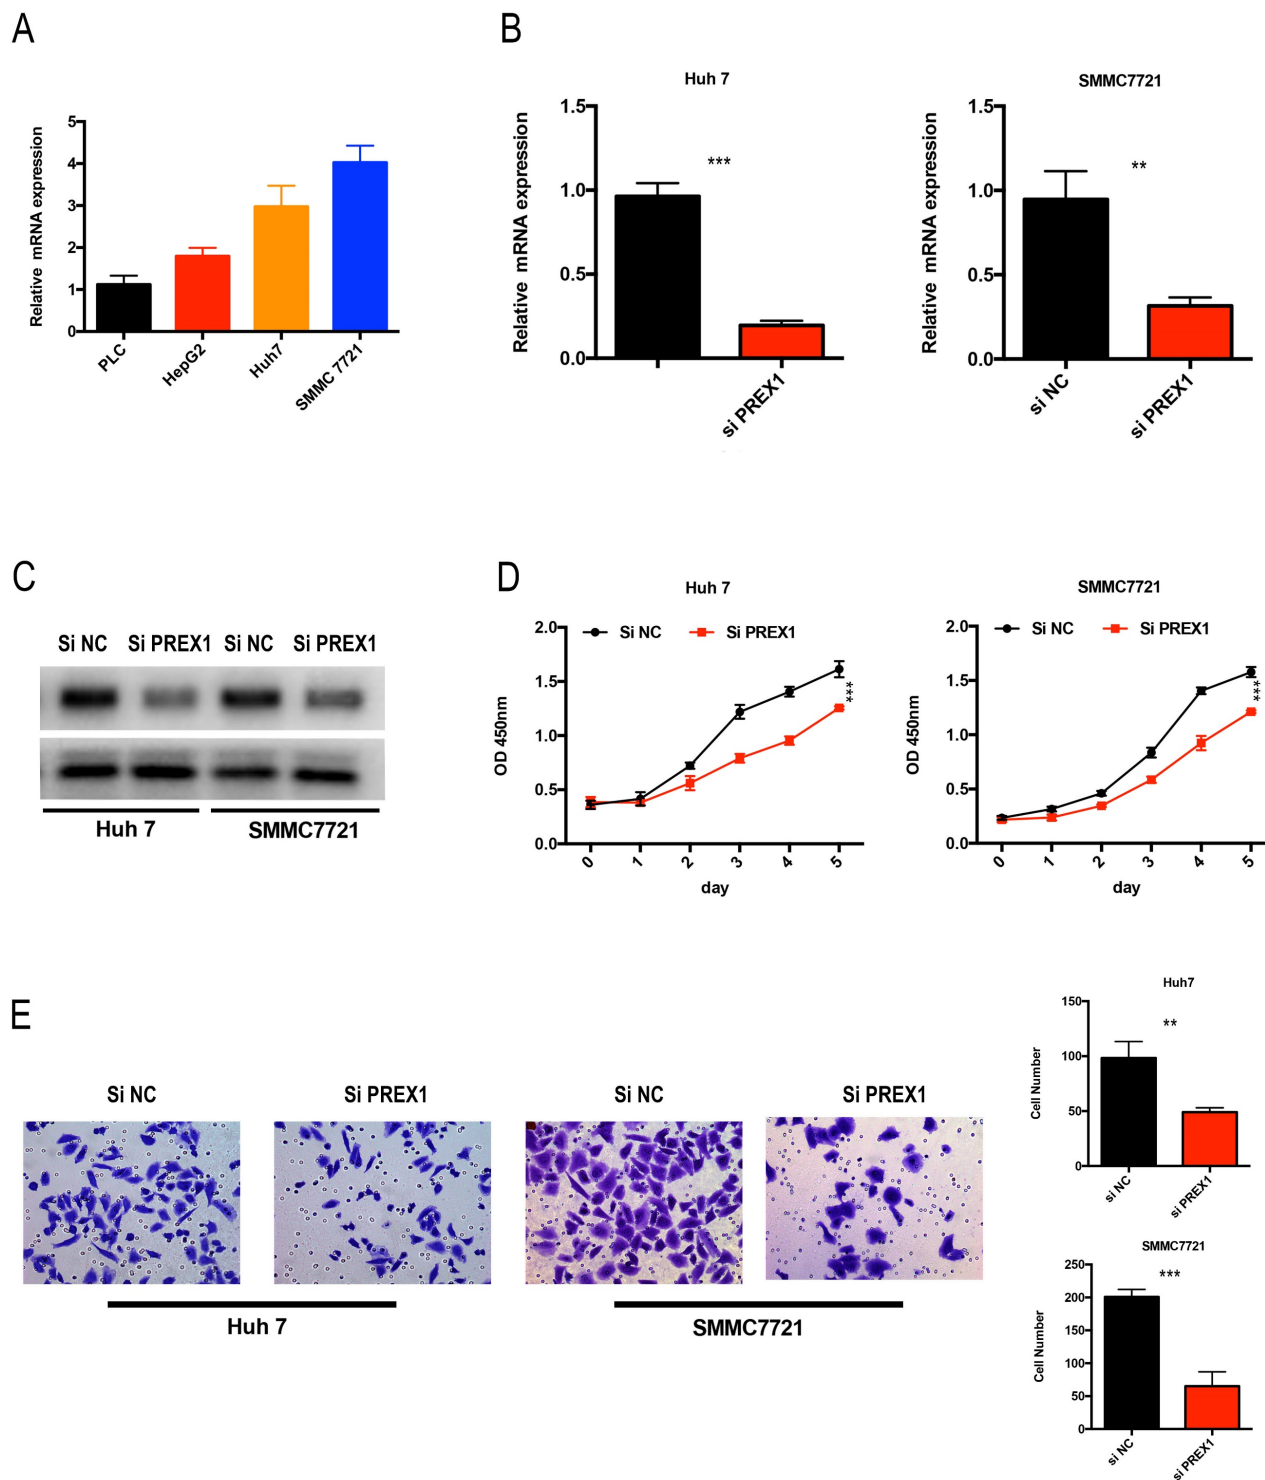 A
Relative mRNA expression
5
4
3
2
1
0
PLC
HepG2
Huh7
SMMC 7721
B
Huh 7
Relative mRNA expression
1.5
1.0
0.5
0.0
***
si PREX1
SMMC7721
Relative mRNA expression
1.5
1.0
0.5
0.0
**
si NC
si PREX1
C
Si NC Si PREX1 Si NC Si PREX1
Huh 7 SMMC7721
D
Huh 7
Si NC Si PREX1
OD 450nm
2.0
1.5
1.0
0.5
0.0
***
0 1 2 3 4 5
day
SMMC7721
Si NC Si PREX1
OD 450nm
2.0
1.5
1.0
0.5
0.0
***
0 1 2 3 4 5
day
E
Si NC Si PREX1 Si NC Si PREX1
Huh 7 SMMC7721
Huh7
Cell Number
150
100
50
0
**
si NC
si PREX1
SMMC7721
Cell Number
250
200
150
100
50
0
***
si NC
si PREX1